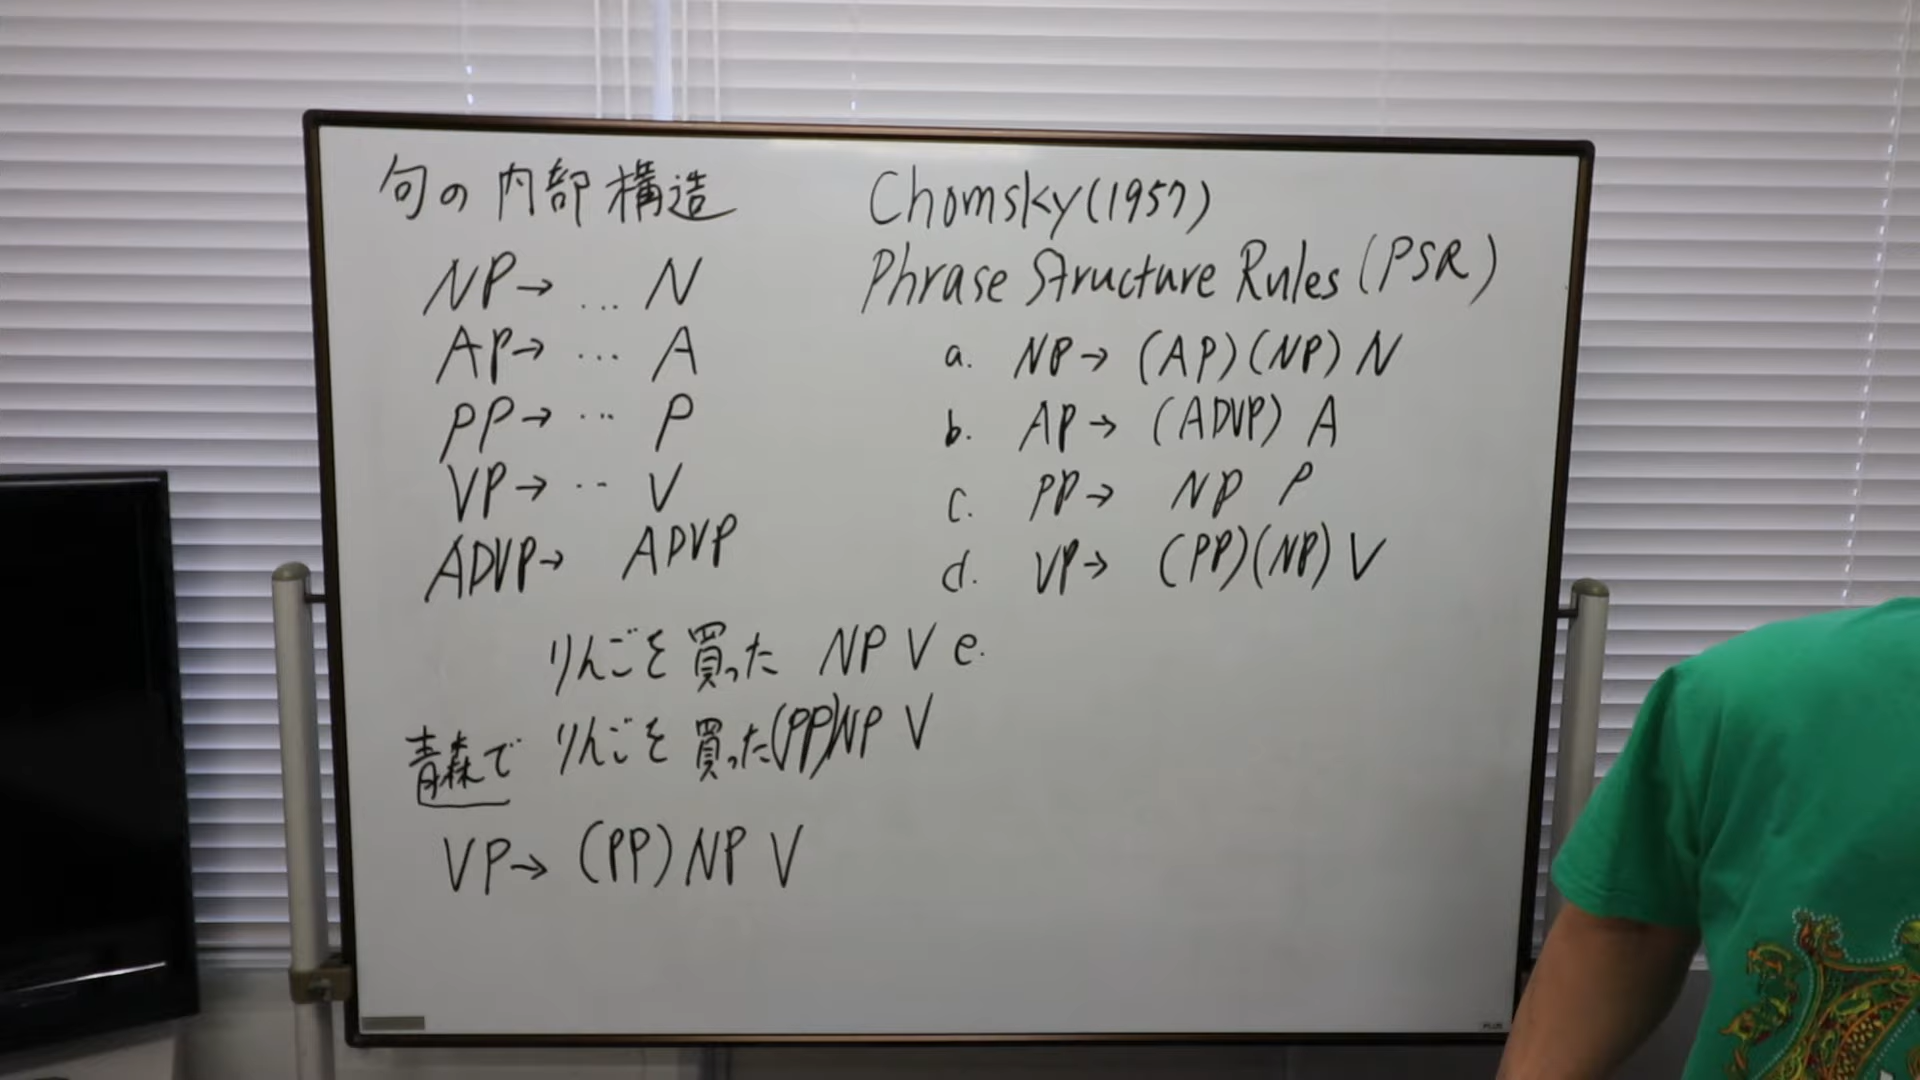 句の内部構造
NP→ ... N
AP→ ... A
PP→ ... P
VP→ .. V
ADVP→ ADVP
りんごを買った NP V e.
青森で りんごを買った(PP)NP V
VP→ (PP) NP V
Chomsky(1957)
Phrase Structure Rules (PSR)
a. NP→ (AP)(NP) N
b. AP→ (ADVP) A
c. PP→ NP P
d. VP→ (PP)(NP) V
PLUS